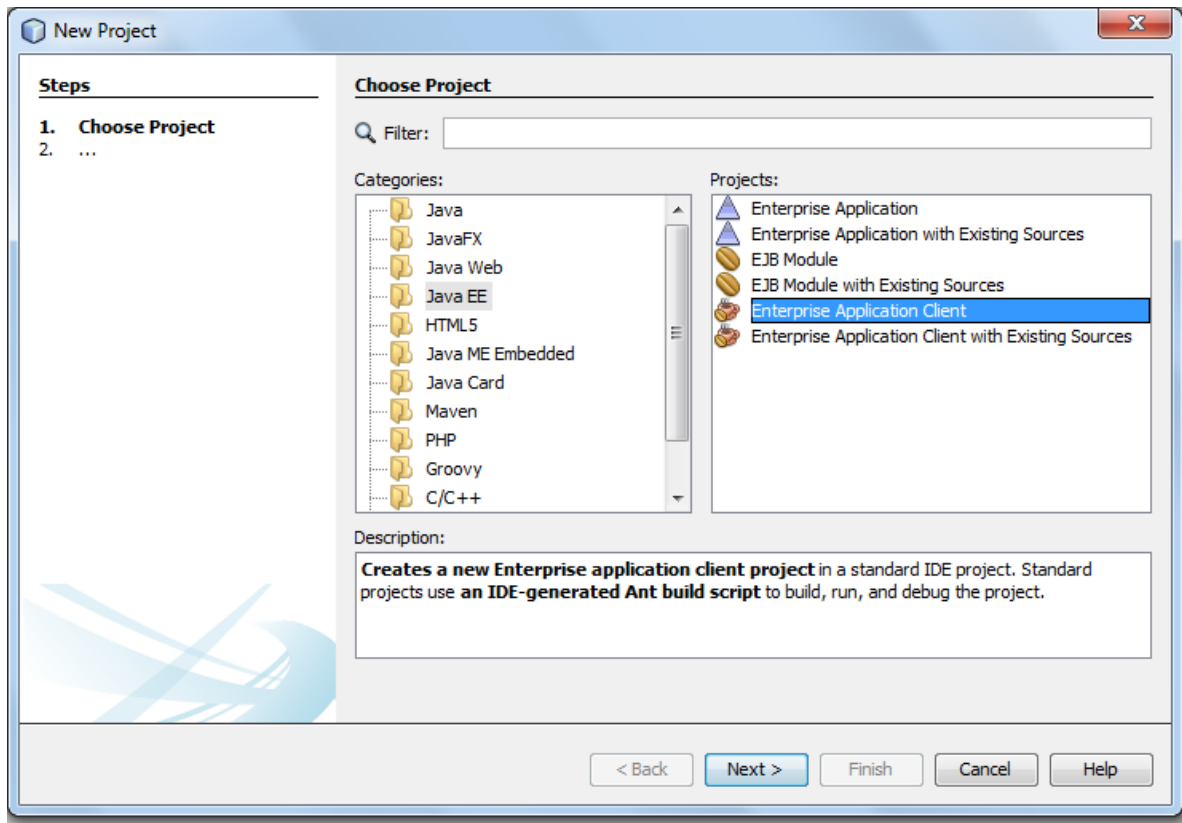 New Project
Steps
1. Choose Project
2. ...
Choose Project
Filter:
Categories:
Java
JavaFX
Java Web
Java EE
HTML5
Java ME Embedded
Java Card
Maven
PHP
Groovy
C/C++
Projects:
Enterprise Application
Enterprise Application with Existing Sources
EJB Module
EJB Module with Existing Sources
Enterprise Application Client
Enterprise Application Client with Existing Sources
Description:
Creates a new Enterprise application client project in a standard IDE project. Standard
projects use an IDE-generated Ant build script to build, run, and debug the project.
< Back Next > Finish Cancel Help